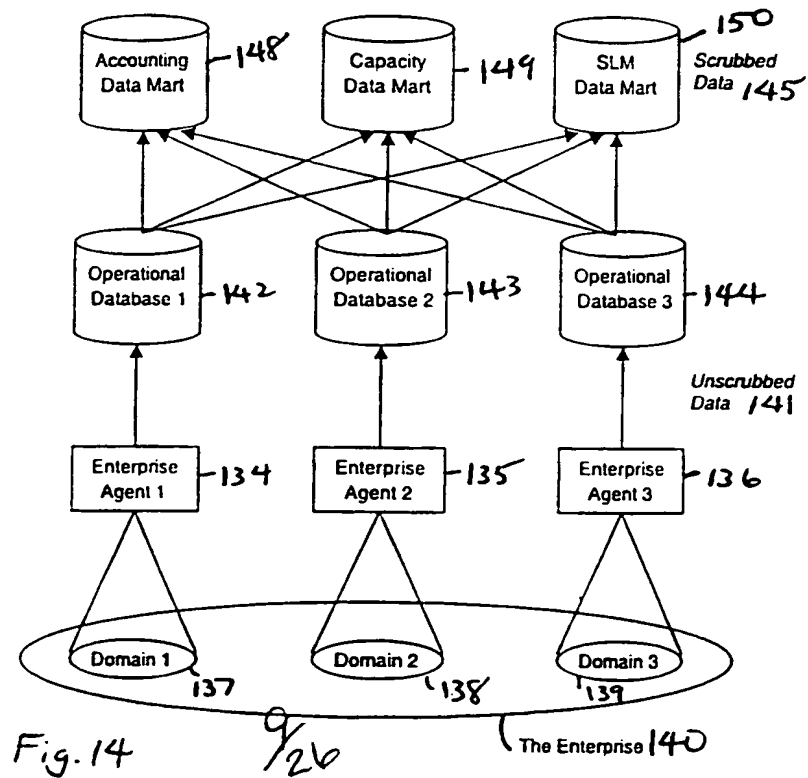 Accounting
Data Mart
148
Capacity
Data Mart
149
SLM
Data Mart
150
Scrubbed
Data 145
Operational
Database 1
142
Operational
Database 2
143
Operational
Database 3
144
Unscrubbed
Data 141
Enterprise
Agent 1
134
Enterprise
Agent 2
135
Enterprise
Agent 3
136
Domain 1
137
Domain 2
138
Domain 3
139
Fig. 14
9/26
The Enterprise 140